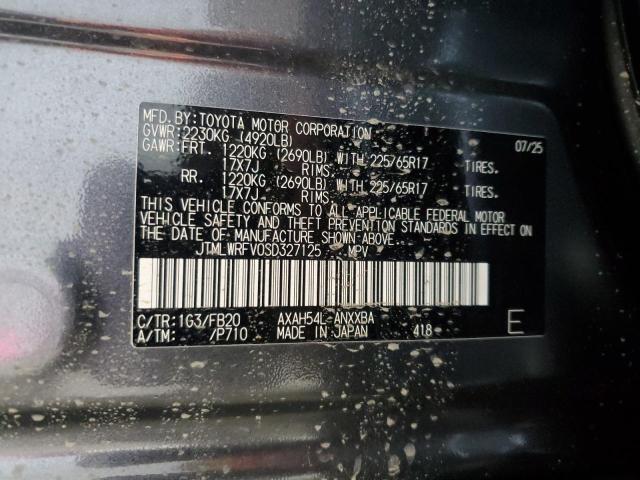 MFD.BY:TOYOTA MOTOR CORPORATION 07/25
GVWR:2230KG (4920LB)
GAWR:FRT. 1220KG (2690LB) WITH 225/65R17 TIRES.
17X7J RIMS.
RR. 1220KG (2690LB) WITH 225/65R17 TIRES.
17X7J RIMS.
THIS VEHICLE CONFORMS TO ALL APPLICABLE FEDERAL MOTOR
VEHICLE SAFETY AND THEFT PREVENTION STANDARDS IN EFFECT ON
THE DATE OF MANUFACTURE SHOWN ABOVE.
JTMLWRFV0SD327125 MPV
C/TR:1G3/FB20 AXAH54L-ANXXBA
A/TM: /P710 MADE IN JAPAN 418 E